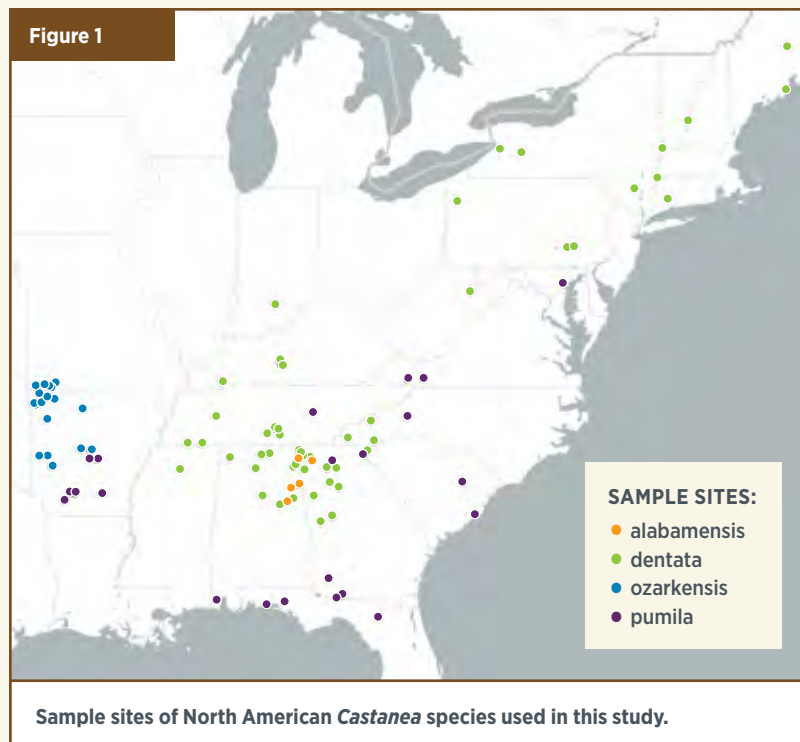 Figure 1
SAMPLE SITES:
alabamensis
dentata
ozarkensis
pumila
Sample sites of North American Castanea species used in this study.